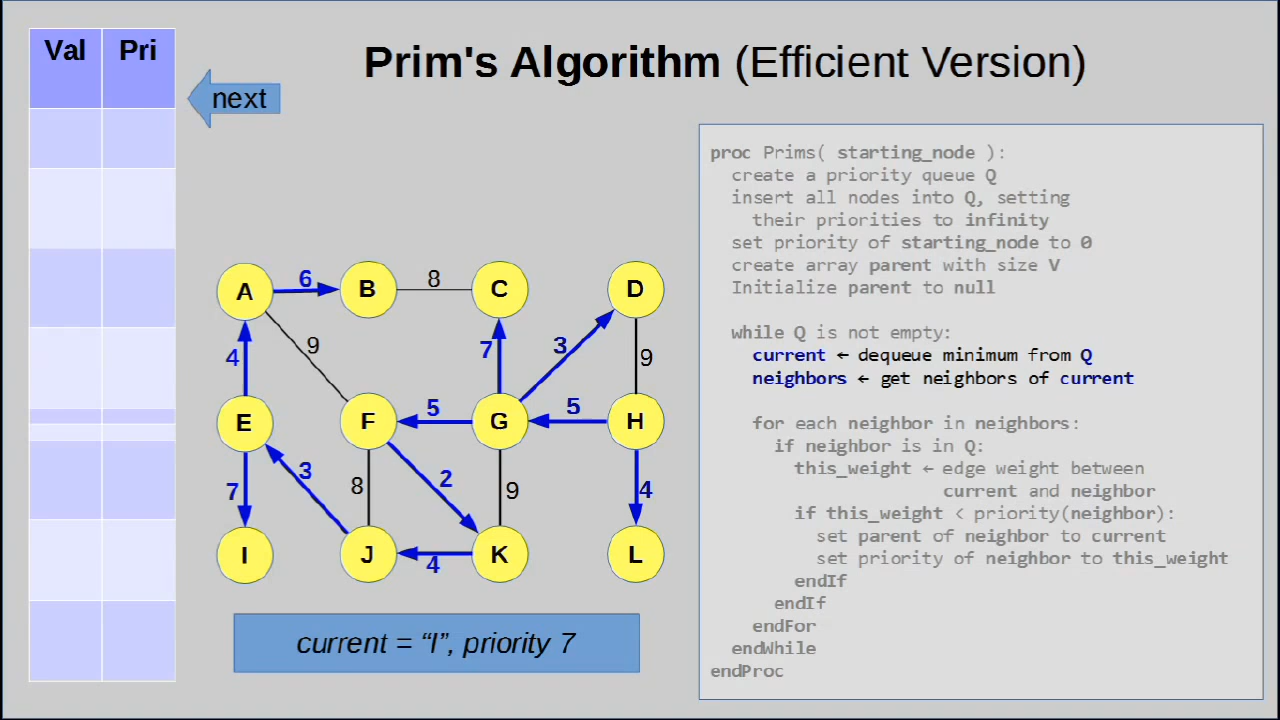 Val Pri
next
Prim's Algorithm (Efficient Version)
proc Prims( starting_node ):
create a priority queue Q
insert all nodes into Q, setting
their priorities to infinity
set priority of starting_node to 0
create array parent with size V
Initialize parent to null
while Q is not empty:
current ← dequeue minimum from Q
neighbors ← get neighbors of current
for each neighbor in neighbors:
if neighbor is in Q:
this_weight ← edge weight between
current and neighbor
if this_weight < priority(neighbor):
set parent of neighbor to current
set priority of neighbor to this_weight
endIf
endIf
endFor
endWhile
endProc
A 6 B 8 C D
4 9 7 3 9
E F 5 G 5 H
7 3 8 2 9 4
I J 4 K L
current = “I”, priority 7